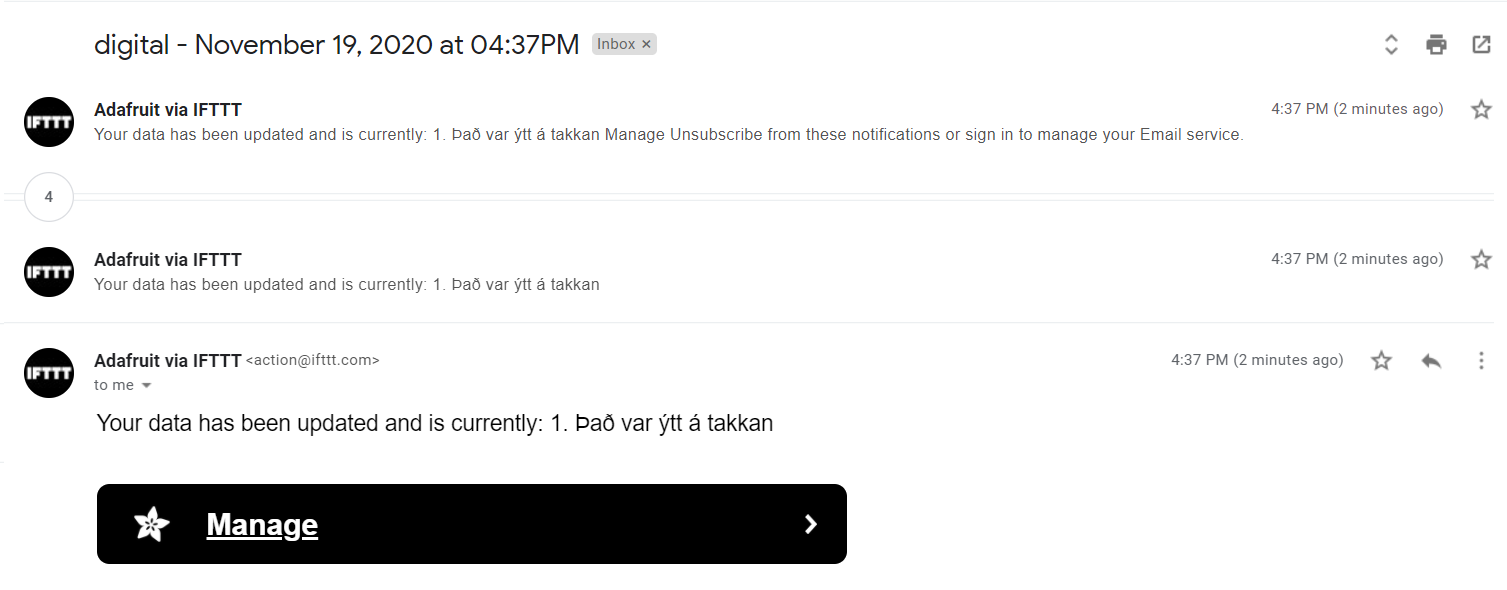 digital - November 19, 2020 at 04:37PM Inbox ×
IFTTT
Adafruit via IFTTT 4:37 PM (2 minutes ago)
Your data has been updated and is currently: 1. Það var ýtt á takkan Manage Unsubscribe from these notifications or sign in to manage your Email service.
4
IFTTT
Adafruit via IFTTT 4:37 PM (2 minutes ago)
Your data has been updated and is currently: 1. Það var ýtt á takkan
IFTTT
Adafruit via IFTTT <action@ifttt.com> 4:37 PM (2 minutes ago)
to me
Your data has been updated and is currently: 1. Það var ýtt á takkan
Manage